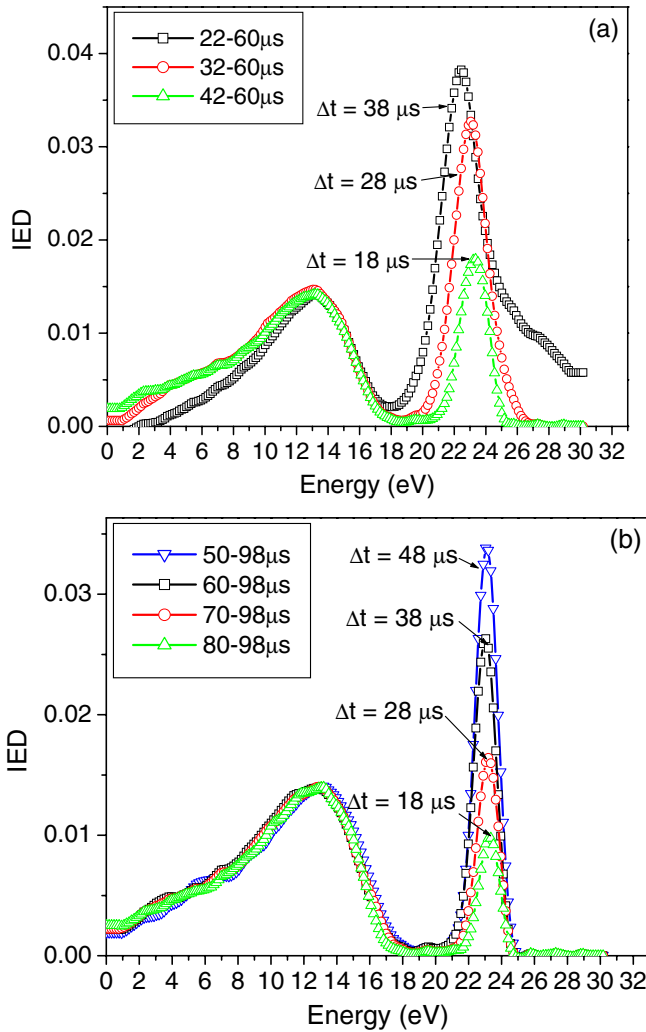 (a)
22-60μs
32-60μs
42-60μs
Δt = 38 μs
Δt = 28 μs
Δt = 18 μs
0.04
0.03
0.02
0.01
0.00
IED
0 2 4 6 8 10 12 14 16 18 20 22 24 26 28 30 32
Energy (eV)
(b)
50-98μs
60-98μs
70-98μs
80-98μs
Δt = 48 μs
Δt = 38 μs
Δt = 28 μs
Δt = 18 μs
0.03
0.02
0.01
0.00
IED
0 2 4 6 8 10 12 14 16 18 20 22 24 26 28 30 32
Energy (eV)